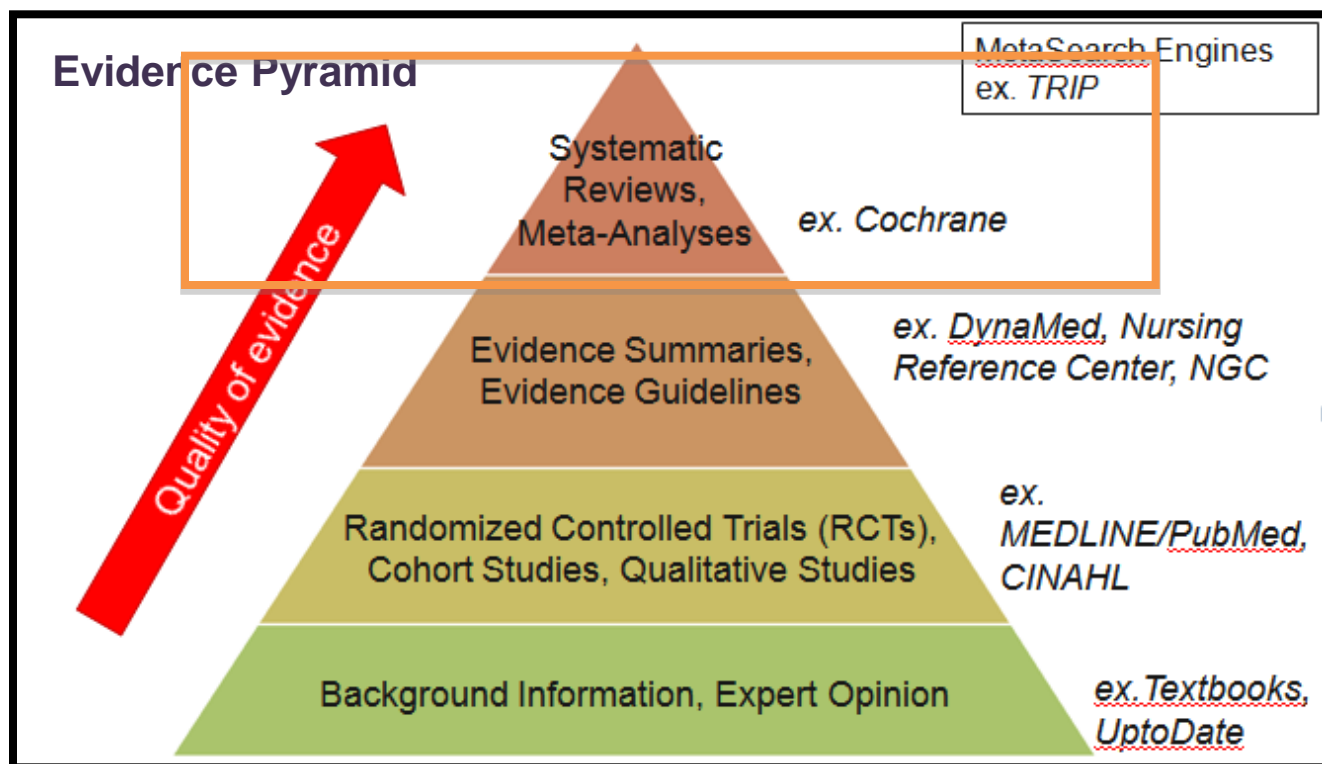 Evidence Pyramid
MetaSearch Engines
ex. TRIP
Quality of evidence
Systematic
Reviews,
Meta-Analyses
ex. Cochrane
Evidence Summaries,
Evidence Guidelines
ex. DynaMed, Nursing
Reference Center, NGC
Randomized Controlled Trials (RCTs),
Cohort Studies, Qualitative Studies
ex.
MEDLINE/PubMed,
CINAHL
Background Information, Expert Opinion
ex.Textbooks,
UptoDate